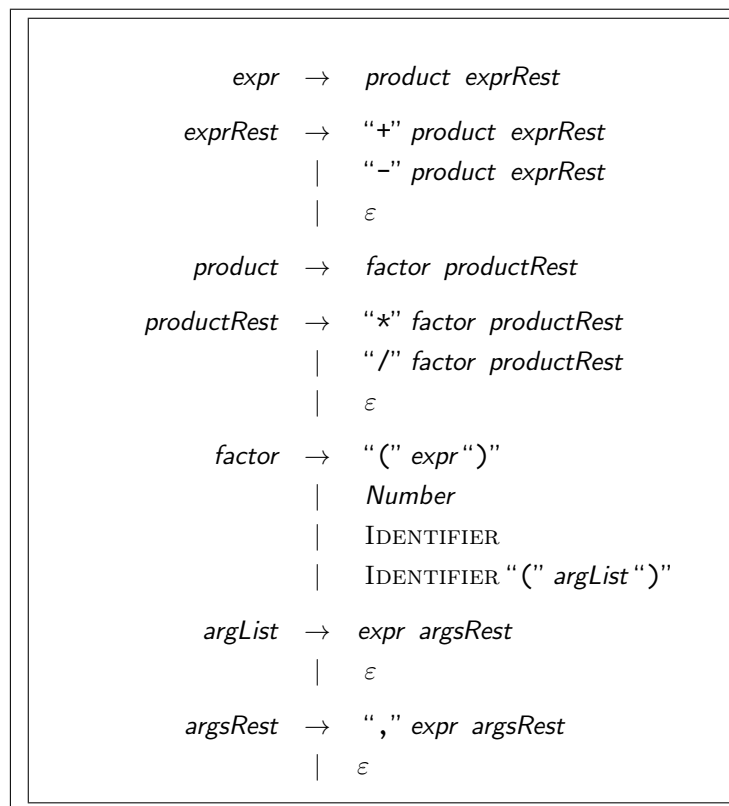 expr → product exprRest
exprRest → “+” product exprRest
| “-” product exprRest
| ε
product → factor productRest
productRest → “*” factor productRest
| “/” factor productRest
| ε
factor → “(” expr “)”
| Number
| IDENTIFIER
| IDENTIFIER “(” argList “)”
argList → expr argsRest
| ε
argsRest → “,” expr argsRest
| ε